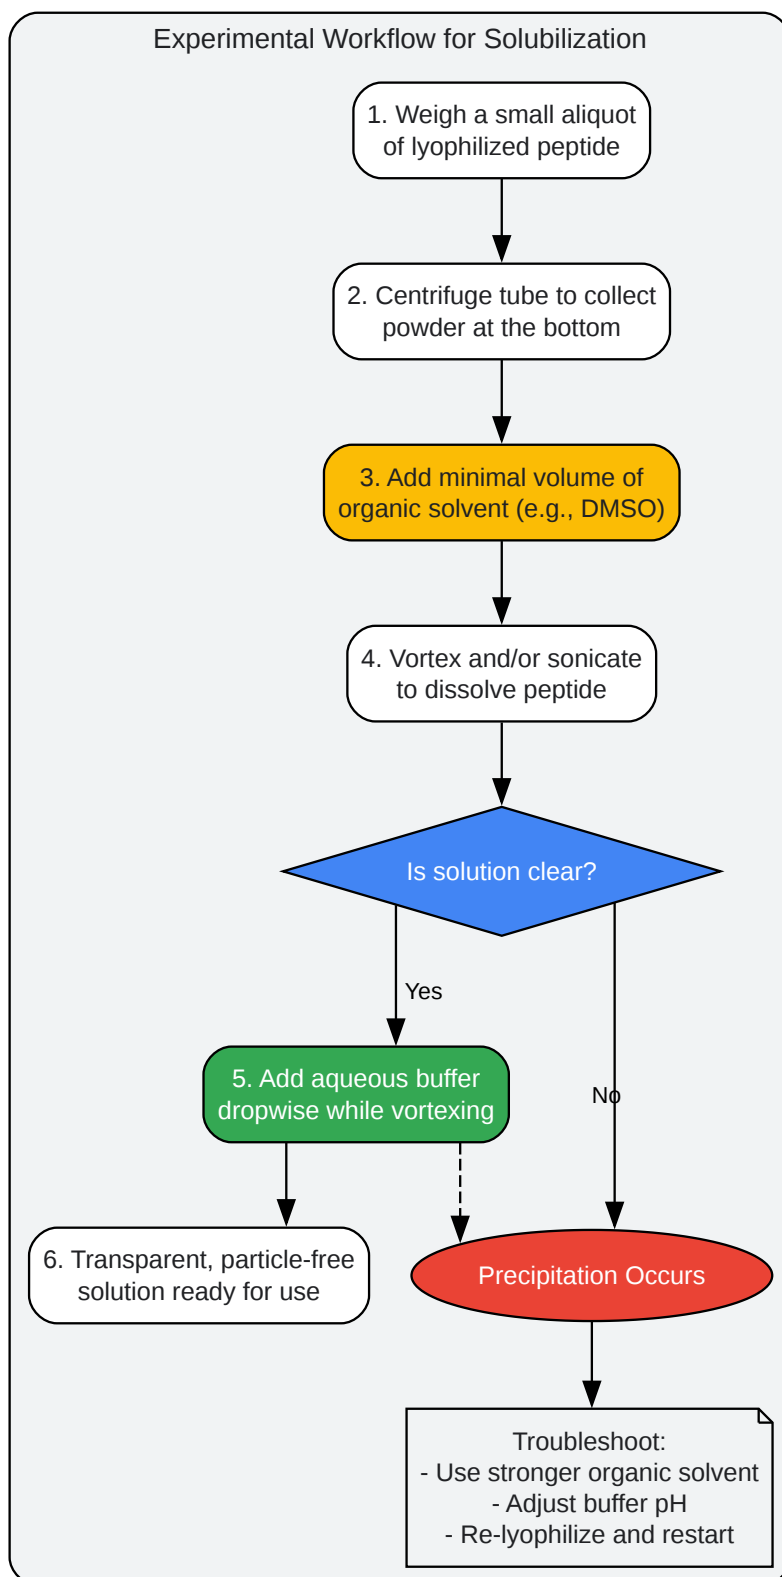 Experimental Workflow for Solubilization
1. Weigh a small aliquot
of lyophilized peptide
2. Centrifuge tube to collect
powder at the bottom
3. Add minimal volume of
organic solvent (e.g., DMSO)
4. Vortex and/or sonicate
to dissolve peptide
Is solution clear?
Yes
5. Add aqueous buffer
dropwise while vortexing
No
6. Transparent, particle-free
solution ready for use
Precipitation Occurs
Troubleshoot:
- Use stronger organic solvent
- Adjust buffer pH
- Re-lyophilize and restart